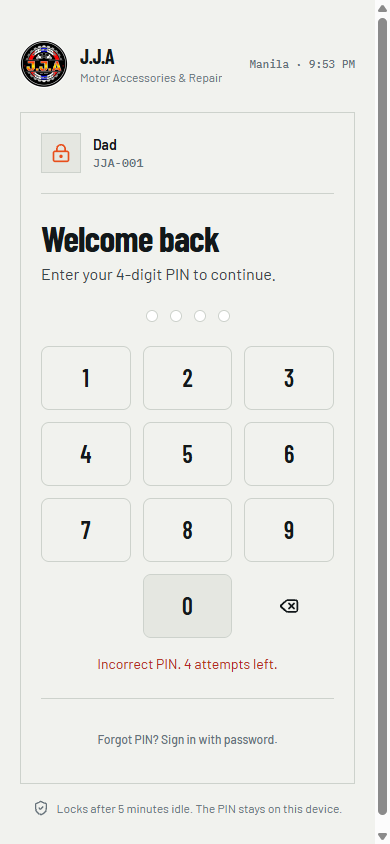 J.J.A
J.J.A
Motor Accessories & Repair
Manila · 9:53 PM
Dad
JJA-001
Welcome back
Enter your 4-digit PIN to continue.
1 2 3
4 5 6
7 8 9
0
Incorrect PIN. 4 attempts left.
Forgot PIN? Sign in with password.
Locks after 5 minutes idle. The PIN stays on this device.